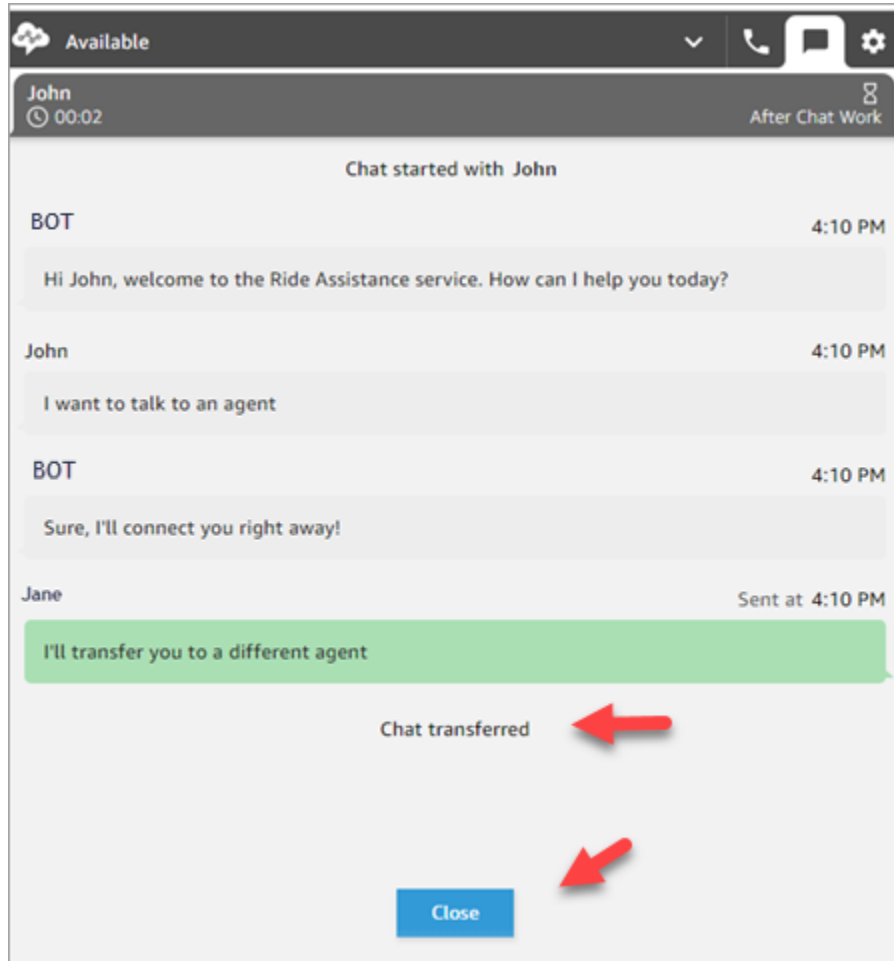 Available
John
00:02
After Chat Work
Chat started with John
BOT
4:10 PM
Hi John, welcome to the Ride Assistance service. How can I help you today?
John
4:10 PM
I want to talk to an agent
BOT
4:10 PM
Sure, I'll connect you right away!
Jane
Sent at 4:10 PM
I'll transfer you to a different agent
Chat transferred
Close